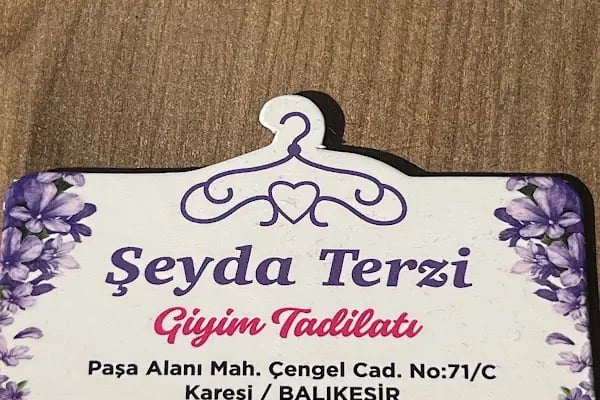 Şeyda Terzi
Giyim Tadilatı
Paşa Alanı Mah. Çengel Cad. No:71/C
Karesi / BALIKESİR